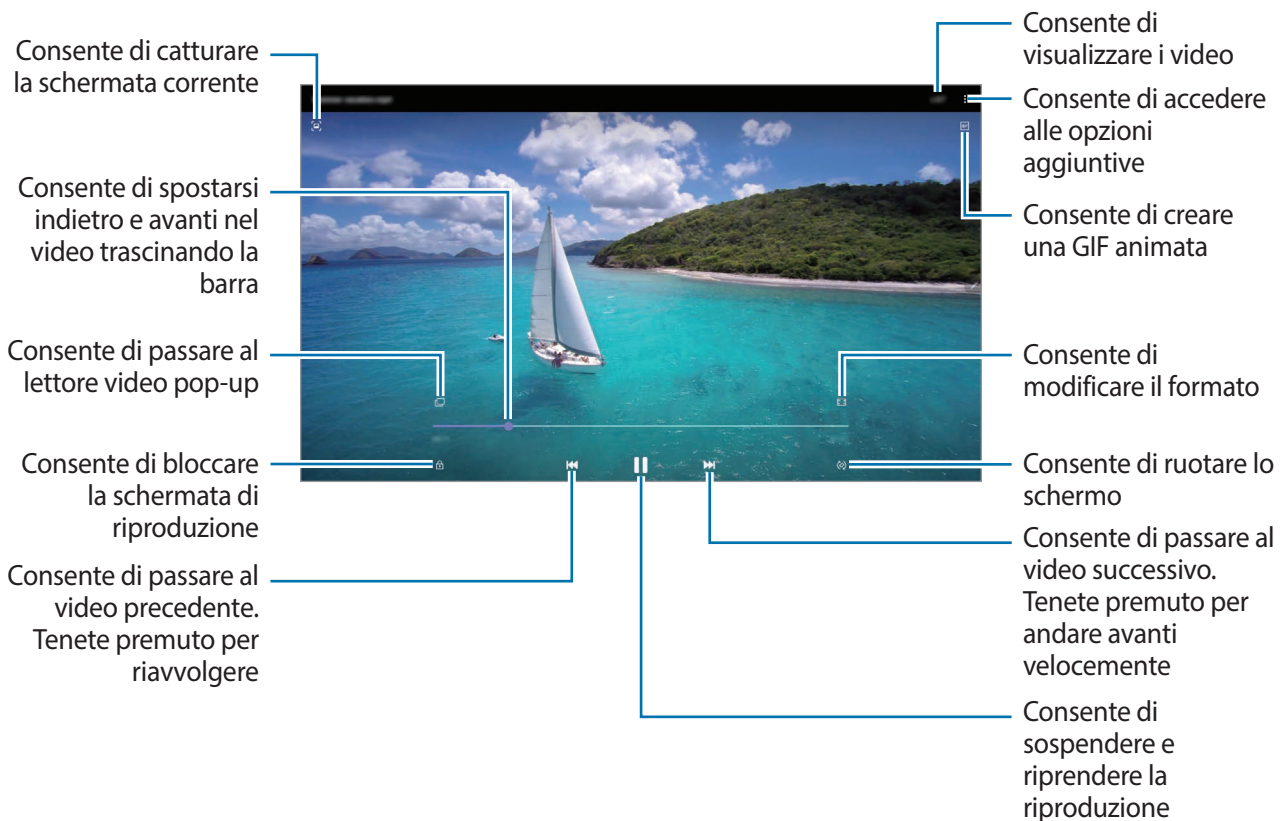 Consente di catturare
la schermata corrente
Consente di spostarsi
indietro e avanti nel
video trascinando la
barra
Consente di passare al
lettore video pop-up
Consente di bloccare
la schermata di
riproduzione
Consente di passare al
video precedente.
Tenete premuto per
riavvolgere
Consente di
visualizzare i video
Consente di accedere
alle opzioni
aggiuntive
Consente di creare
una GIF animata
Consente di
modificare il formato
Consente di ruotare lo
schermo
Consente di passare al
video successivo.
Tenete premuto per
andare avanti
velocemente
Consente di
sospendere e
riprendere la
riproduzione